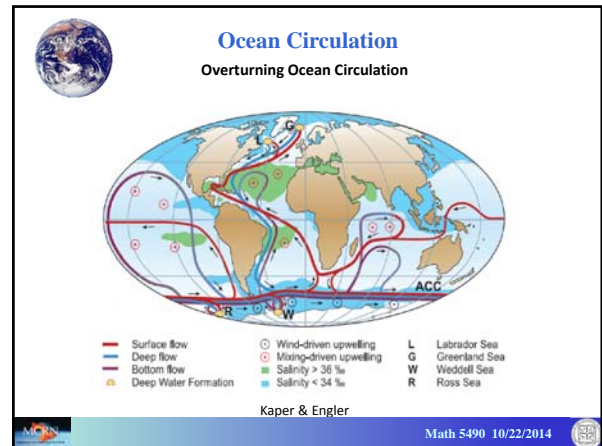 Ocean Circulation
Overturning Ocean Circulation
G
L
ACC
R
W
Surface flow
Deep flow
Bottom flow
Deep Water Formation
Wind-driven upwelling
Mixing-driven upwelling
Salinity > 36 ‰
Salinity < 34 ‰
L Labrador Sea
G Greenland Sea
W Weddell Sea
R Ross Sea
Kaper & Engler
MCRN
Math 5490 10/22/2014